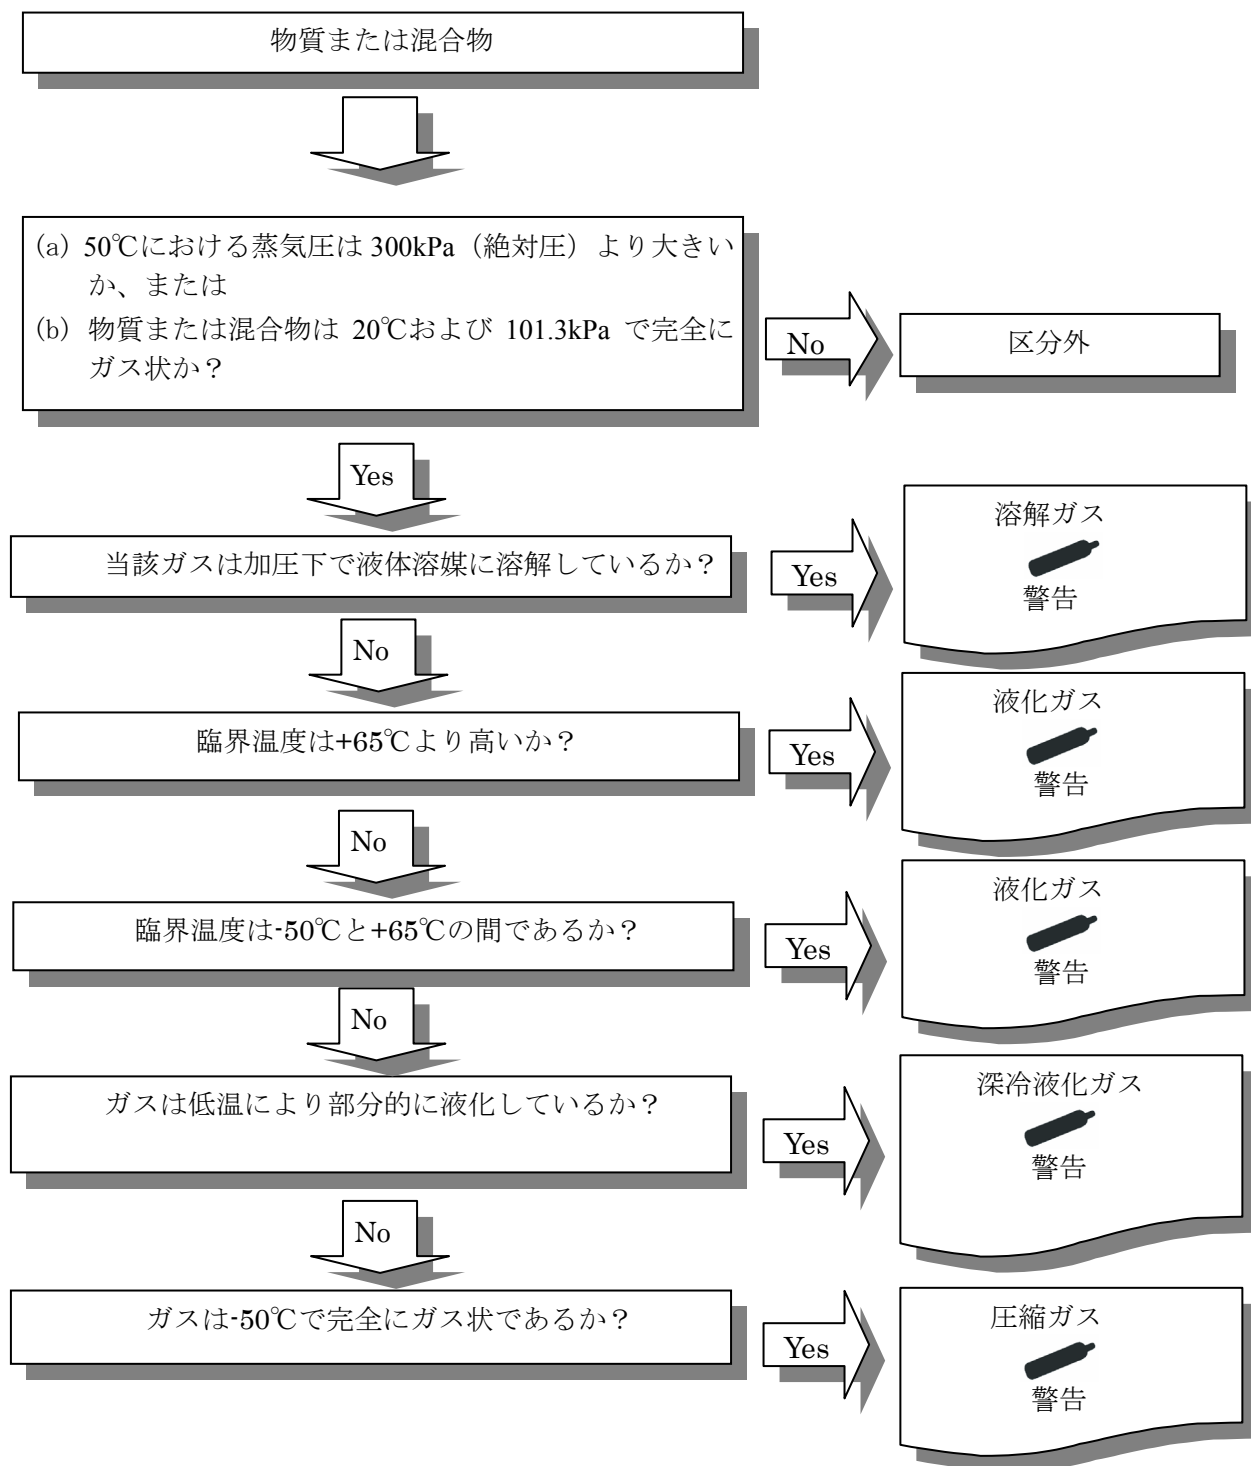 物質または混合物
(a) 50℃における蒸気圧は 300kPa（絶対圧）より大きい
か、または
(b) 物質または混合物は 20℃および 101.3kPa で完全に
ガス状か？
No
区分外
Yes
当該ガスは加圧下で液体溶媒に溶解しているか？
Yes
溶解ガス
警告
No
臨界温度は+65℃より高いか？
Yes
液化ガス
警告
No
臨界温度は-50℃と+65℃の間であるか？
Yes
液化ガス
警告
No
ガスは低温により部分的に液化しているか？
Yes
深冷液化ガス
警告
No
ガスは-50℃で完全にガス状であるか？
Yes
圧縮ガス
警告